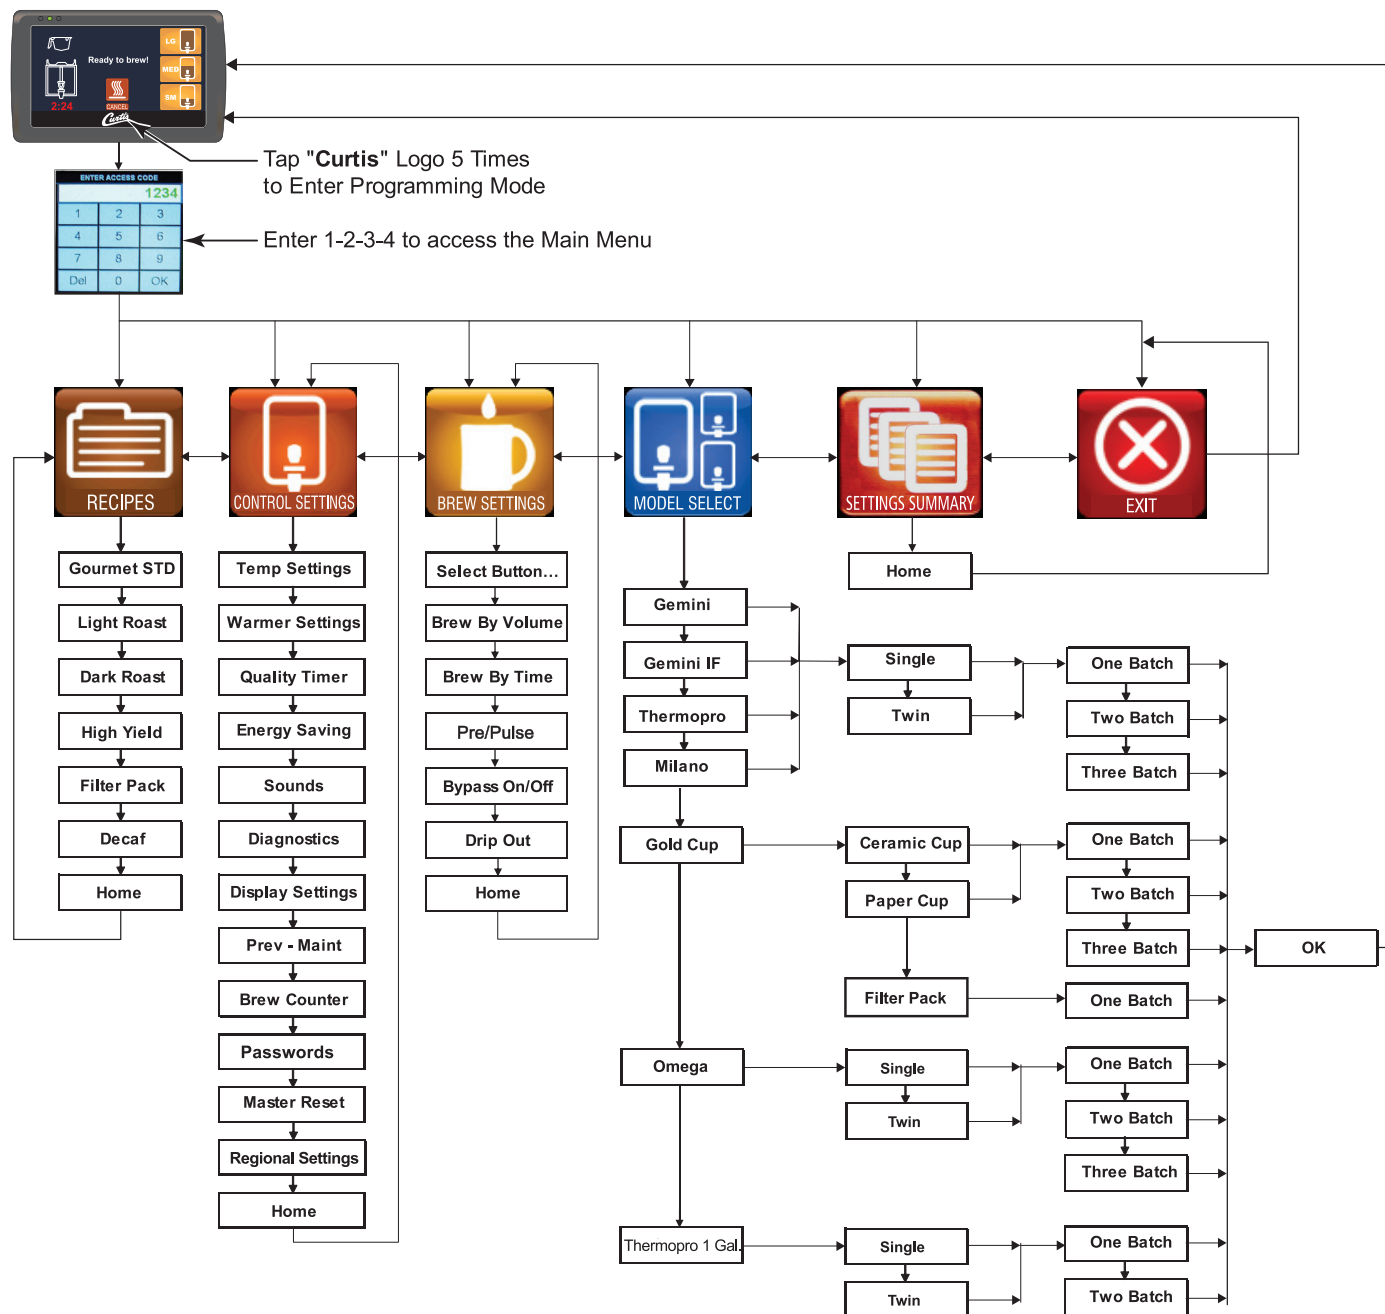 LG
Ready to brew!
MED
SM
2:24
CANCEL
Curtis
Tap "Curtis" Logo 5 Times
to Enter Programming Mode
ENTER ACCESS CODE
1234
1 2 3
4 5 6
7 8 9
Del 0 OK
Enter 1-2-3-4 to access the Main Menu
RECIPES
CONTROL SETTINGS
BREW SETTINGS
MODEL SELECT
SETTINGS SUMMARY
EXIT
Gourmet STD
Light Roast
Dark Roast
High Yield
Filter Pack
Decaf
Home
Temp Settings
Warmer Settings
Quality Timer
Energy Saving
Sounds
Diagnostics
Display Settings
Prev - Maint
Brew Counter
Passwords
Master Reset
Regional Settings
Home
Select Button...
Brew By Volume
Brew By Time
Pre/Pulse
Bypass On/Off
Drip Out
Home
Gemini
Gemini IF
Thermopro
Milano
Gold Cup
Omega
Thermopro 1 Gal.
Home
Single
Twin
Ceramic Cup
Paper Cup
Filter Pack
Single
Twin
Single
Twin
One Batch
Two Batch
Three Batch
One Batch
Two Batch
Three Batch
One Batch
One Batch
Two Batch
Three Batch
One Batch
Two Batch
OK